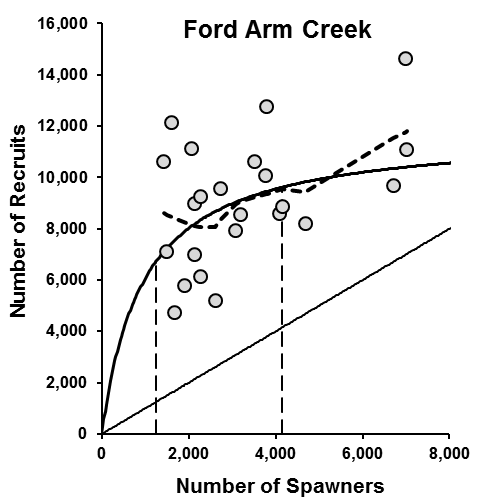 Ford Arm Creek
Number of Recruits
16,000
14,000
12,000
10,000
8,000
6,000
4,000
2,000
0
0 2,000 4,000 6,000 8,000
Number of Spawners